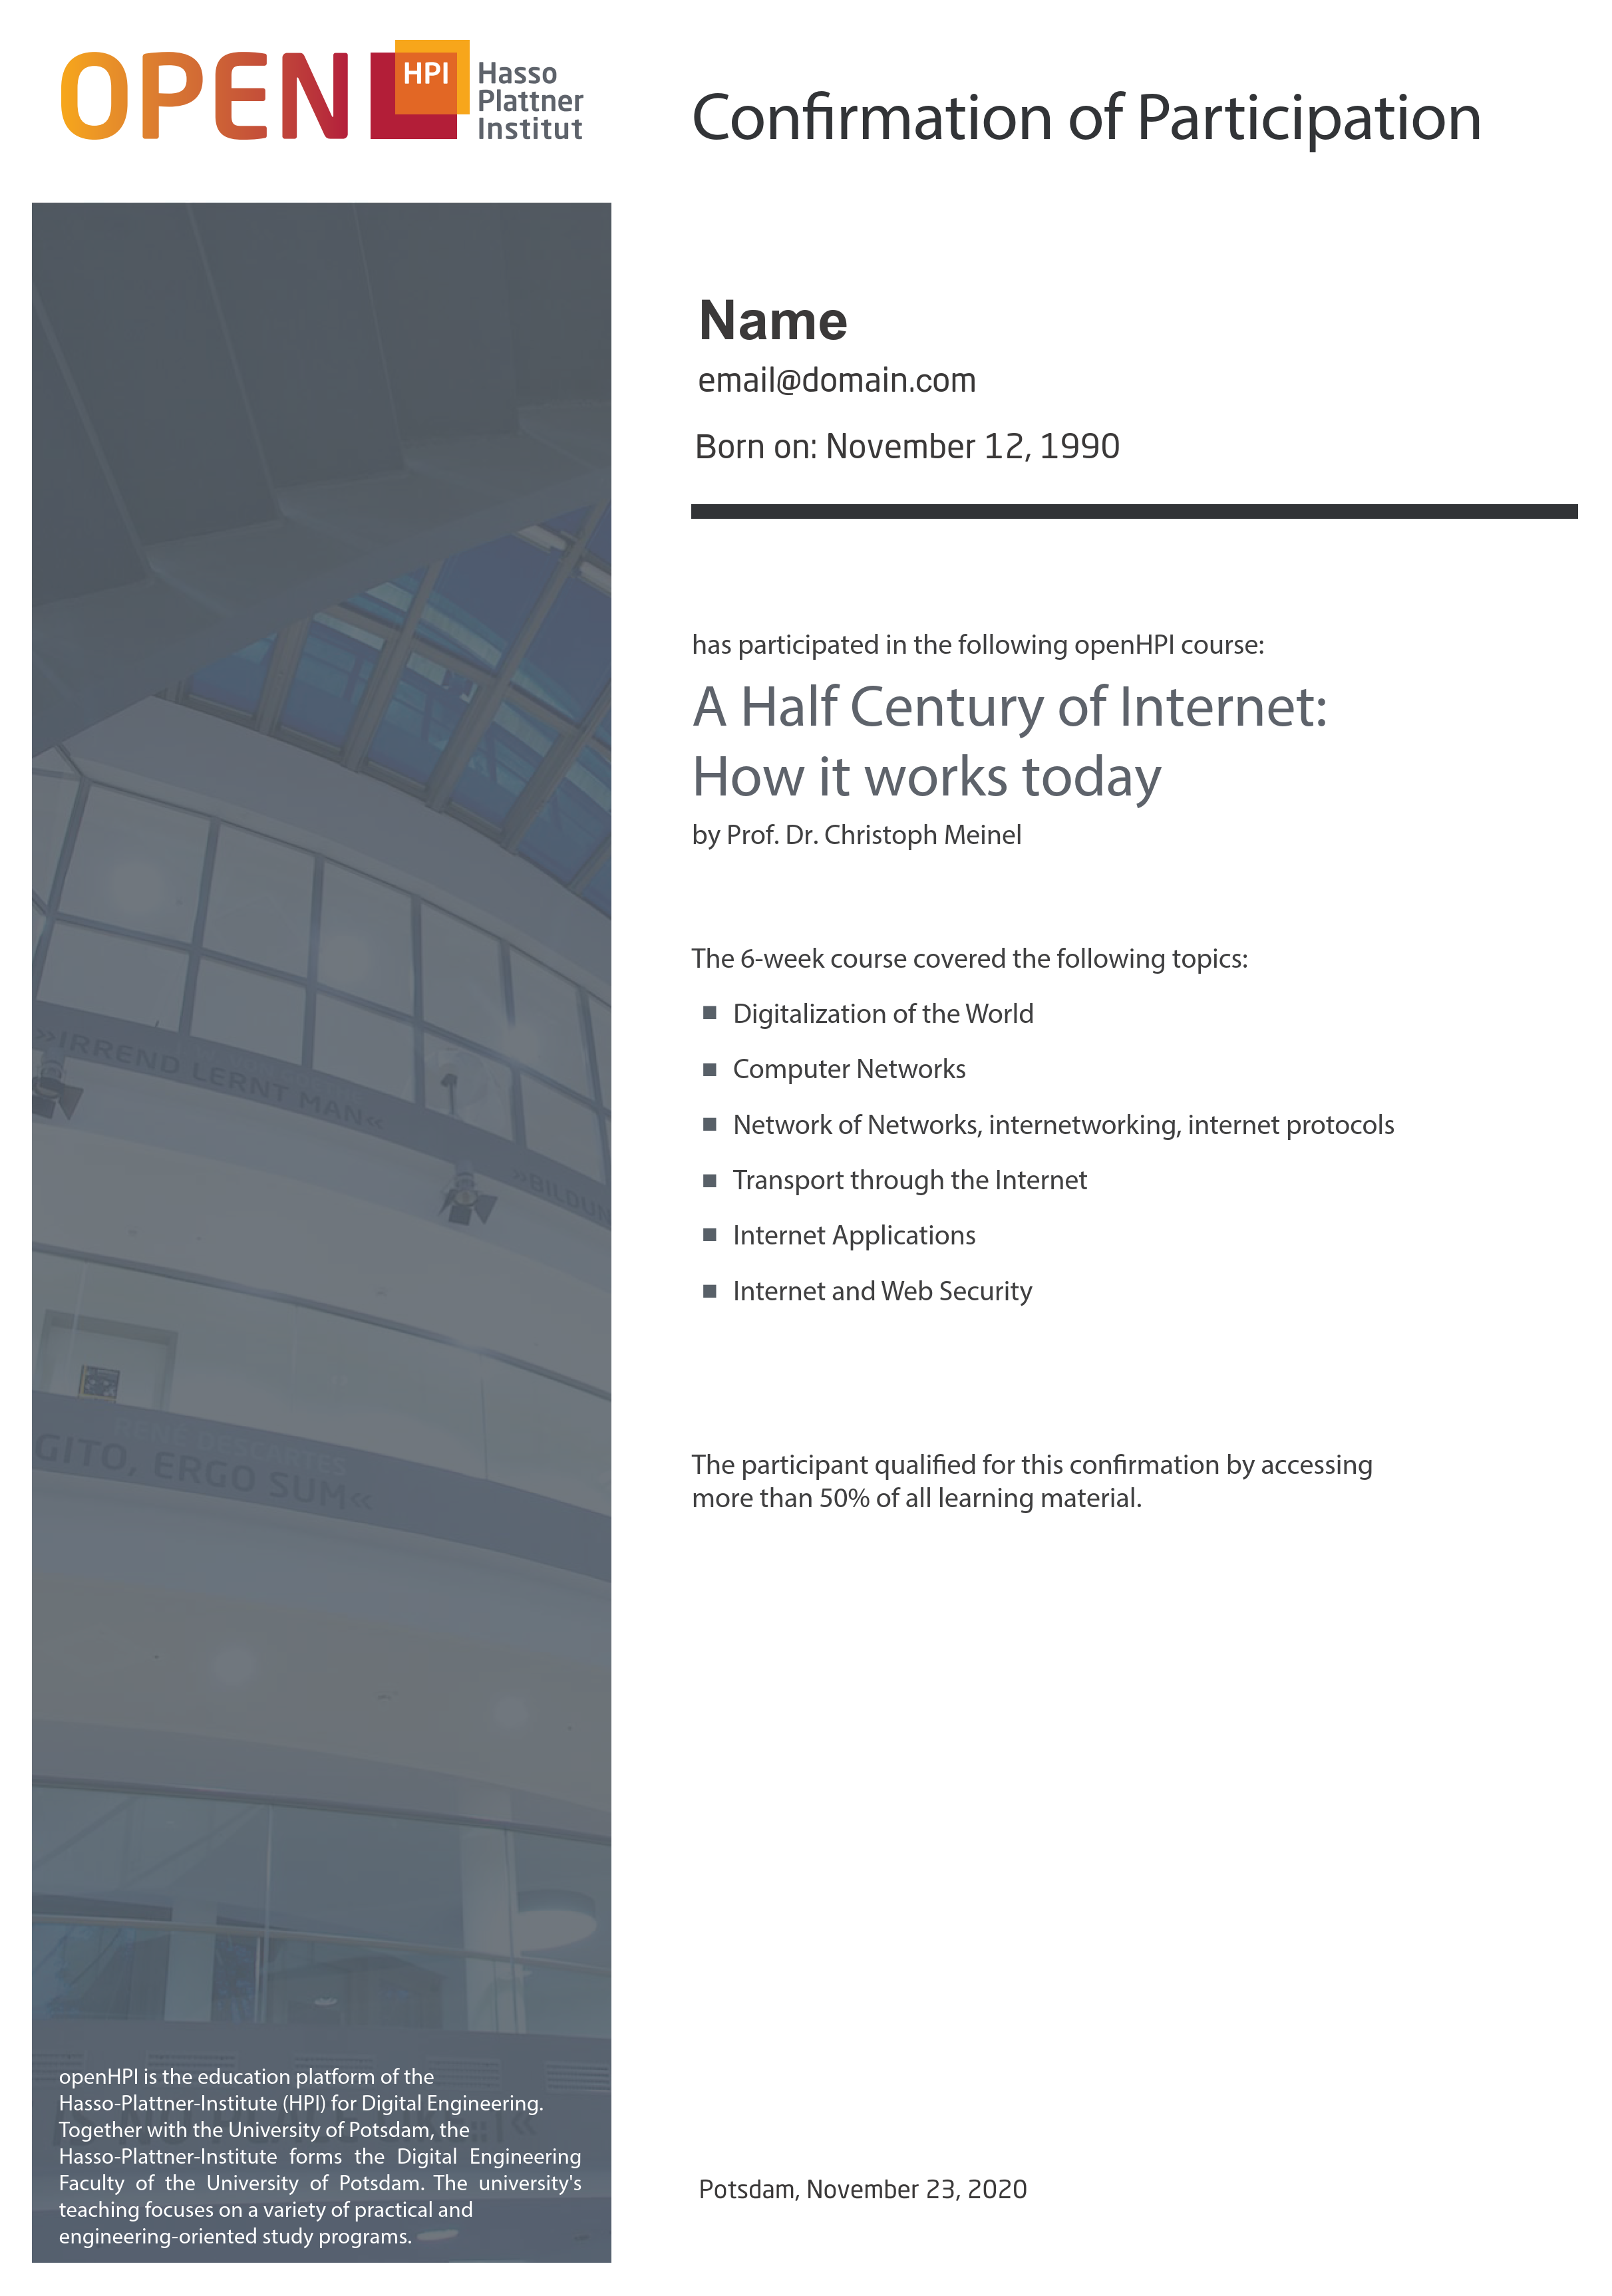 OPEN
HPI
Hasso
Plattner
Institut
Confirmation of Participation
Name
email@domain.com
Born on: November 12, 1990
has participated in the following openHPI course:
A Half Century of Internet:
How it works today
by Prof. Dr. Christoph Meinel
The 6-week course covered the following topics:
Digitalization of the World
Computer Networks
Network of Networks, internetworking, internet protocols
Transport through the Internet
Internet Applications
Internet and Web Security
The participant qualified for this confirmation by accessing
more than 50% of all learning material.
Potsdam, November 23, 2020
»IRREND LERNT MAN«
»BILDUN
RENÉ DESCARTES
GITO, ERGO SUM«
openHPI is the education platform of the
Hasso-Plattner-Institute (HPI) for Digital Engineering.
Together with the University of Potsdam, the
Hasso-Plattner-Institute forms the Digital Engineering
Faculty of the University of Potsdam. The university's
teaching focuses on a variety of practical and
engineering-oriented study programs.